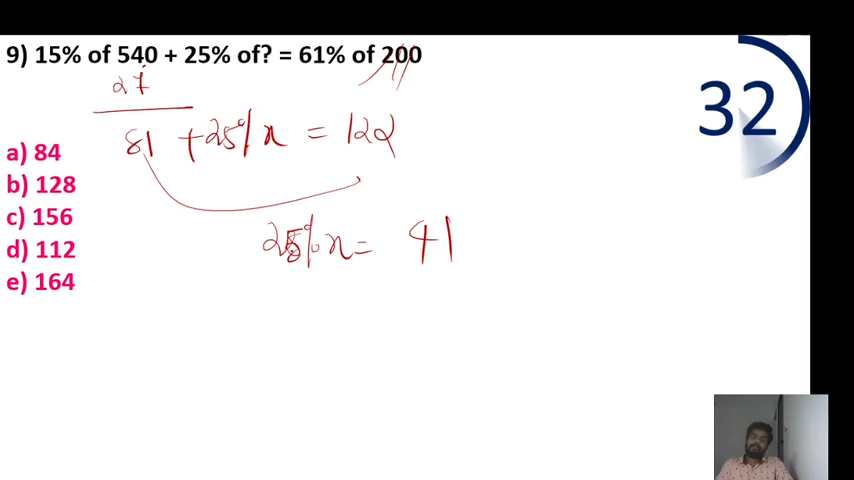 9) 15% of 540 + 25% of? = 61% of 200
32
27
81 + 25% x = 122
a) 84
b) 128
c) 156
25% x = 41
d) 112
e) 164